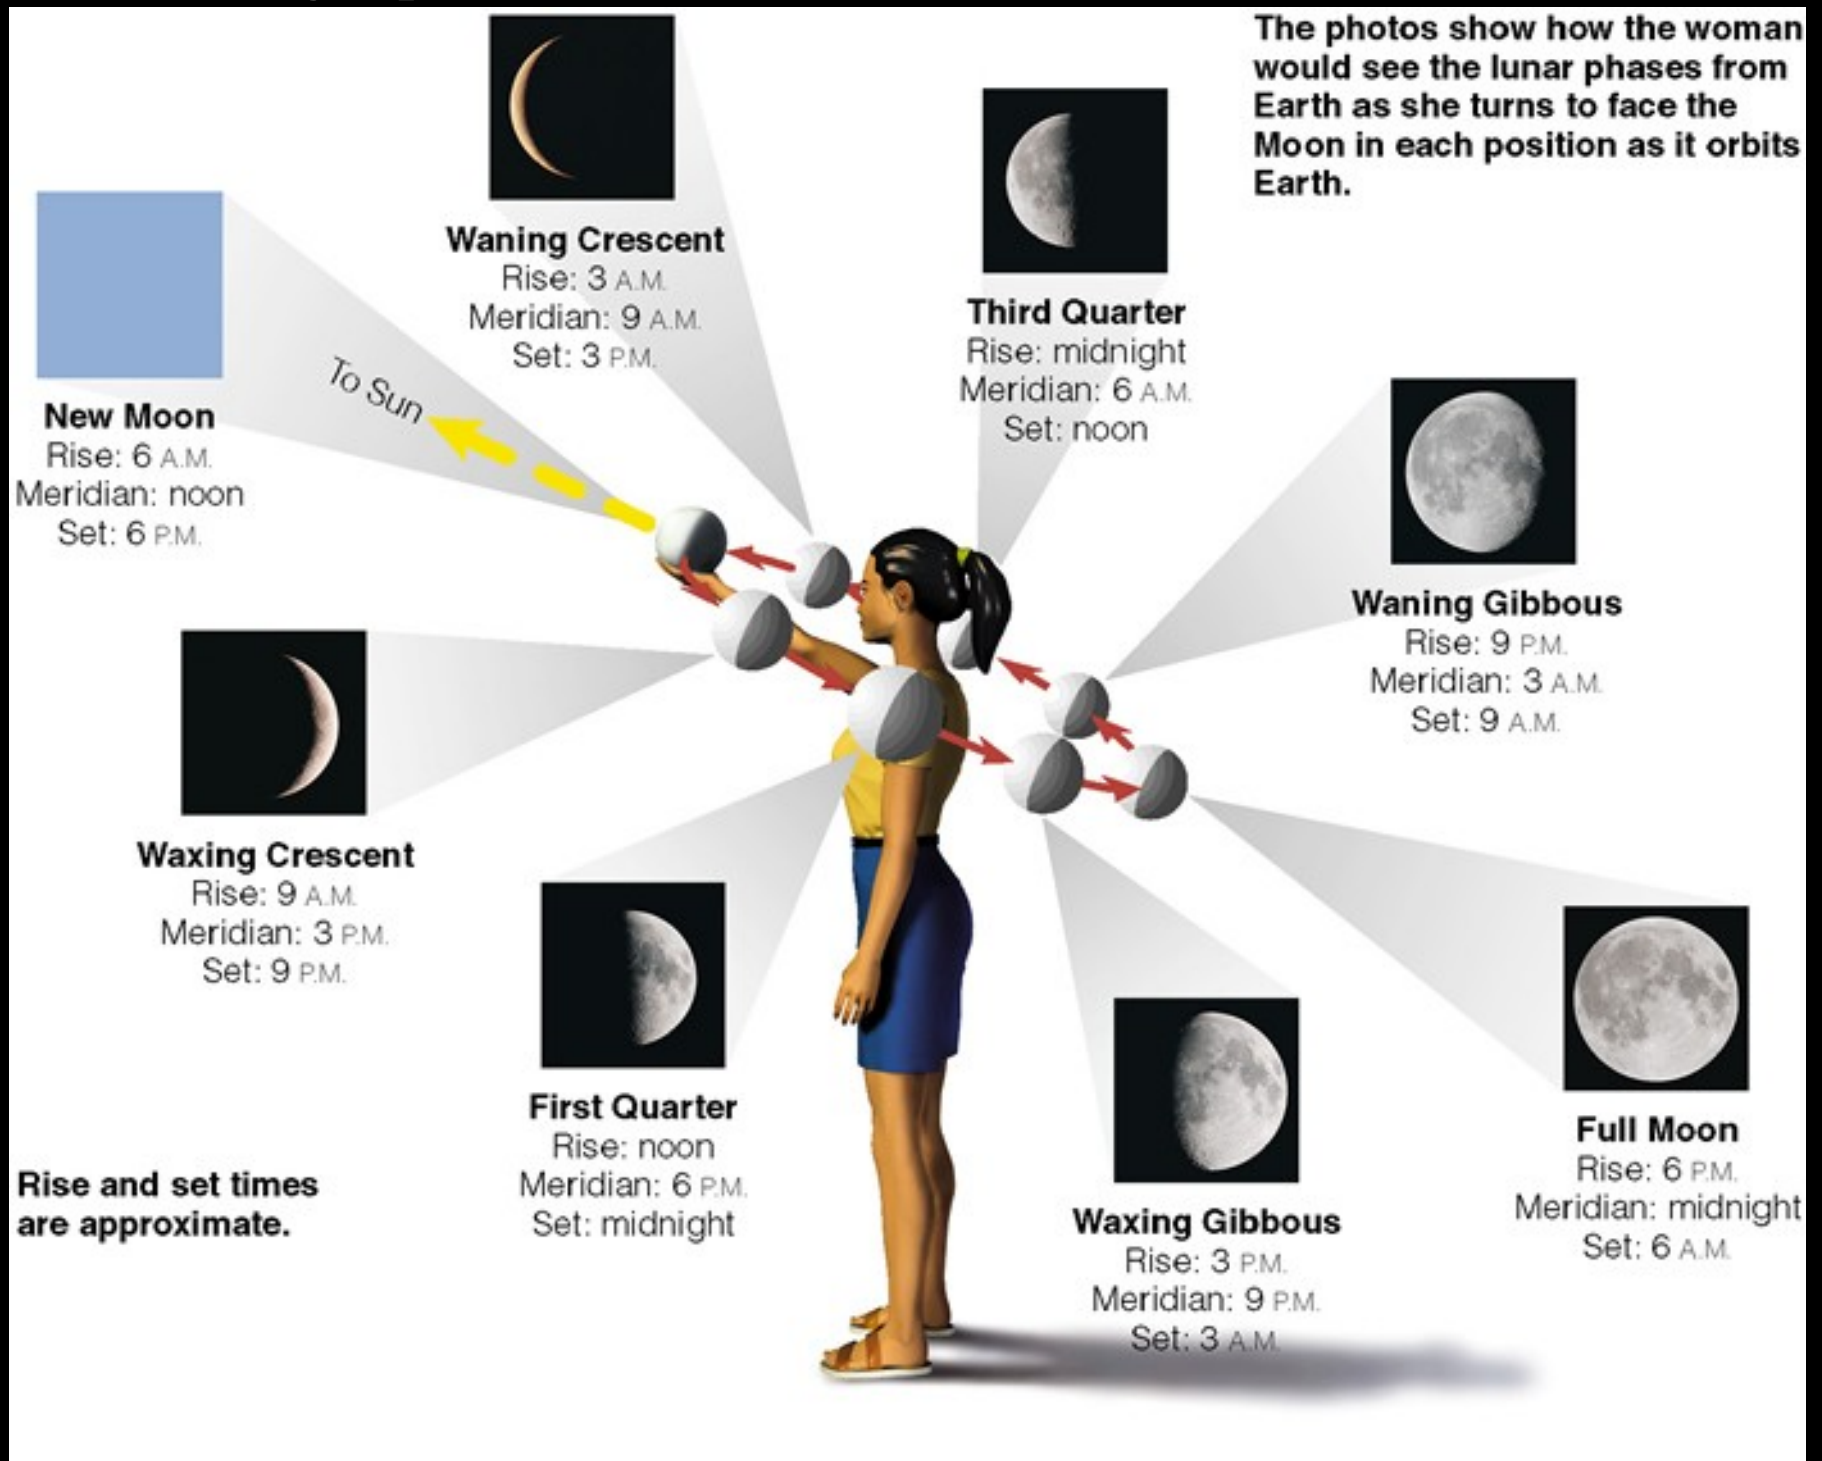 The photos show how the woman
would see the lunar phases from
Earth as she turns to face the
Moon in each position as it orbits
Earth.
Waning Crescent
Rise: 3 A.M.
Meridian: 9 A.M.
Set: 3 P.M.
Third Quarter
Rise: midnight
Meridian: 6 A.M.
Set: noon
To Sun
New Moon
Rise: 6 A.M.
Meridian: noon
Set: 6 P.M.
Waning Gibbous
Rise: 9 P.M.
Meridian: 3 A.M.
Set: 9 A.M.
Waxing Crescent
Rise: 9 A.M.
Meridian: 3 P.M.
Set: 9 P.M.
First Quarter
Rise: noon
Meridian: 6 P.M.
Set: midnight
Full Moon
Rise: 6 P.M.
Meridian: midnight
Set: 6 A.M.
Waxing Gibbous
Rise: 3 P.M.
Meridian: 9 P.M.
Set: 3 A.M.
Rise and set times
are approximate.